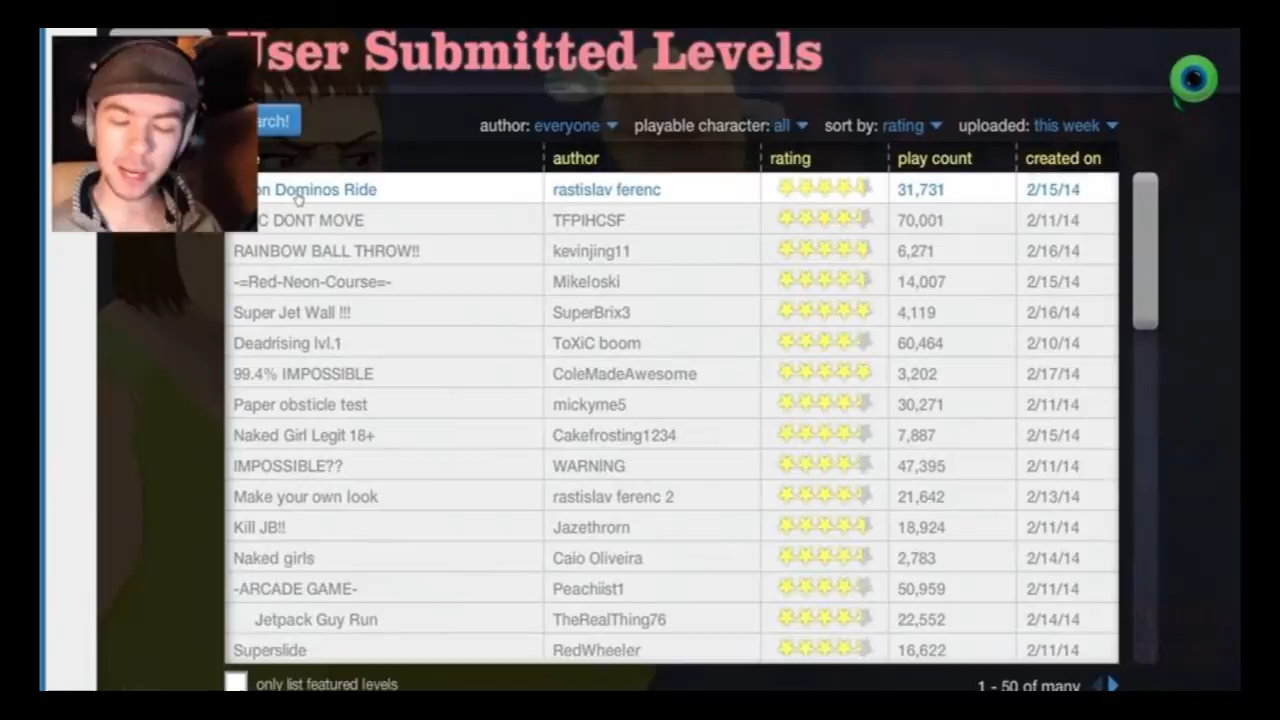 User Submitted Levels
author: everyone playable character: all sort by: rating uploaded: this week
author rating play count created on
Dominos Ride rastislav ferenc 31,731 2/15/14
DONT MOVE TFPIHCSF 70,001 2/11/14
RAINBOW BALL THROW!! kevinjing11 6,271 2/16/14
-=Red-Neon-Course=- Mikeloski 14,007 2/15/14
Super Jet Wall !!! SuperBrix3 4,119 2/16/14
Deadrising lvl.1 ToXiC boom 60,464 2/10/14
99.4% IMPOSSIBLE ColeMadeAwesome 3,202 2/17/14
Paper obsticle test mickyme5 30,271 2/11/14
Naked Girl Legit 18+ Cakefrosting1234 7,887 2/15/14
IMPOSSIBLE?? WARNING 47,395 2/11/14
Make your own look rastislav ferenc 2 21,642 2/13/14
Kill JB!! Jazethrorn 18,924 2/11/14
Naked girls Caio Oliveira 2,783 2/14/14
-ARCADE GAME- Peachiist1 50,959 2/11/14
Jetpack Guy Run TheRealThing76 22,552 2/14/14
Superslide RedWheeler 16,622 2/11/14
only list featured levels 1 - 50 of many